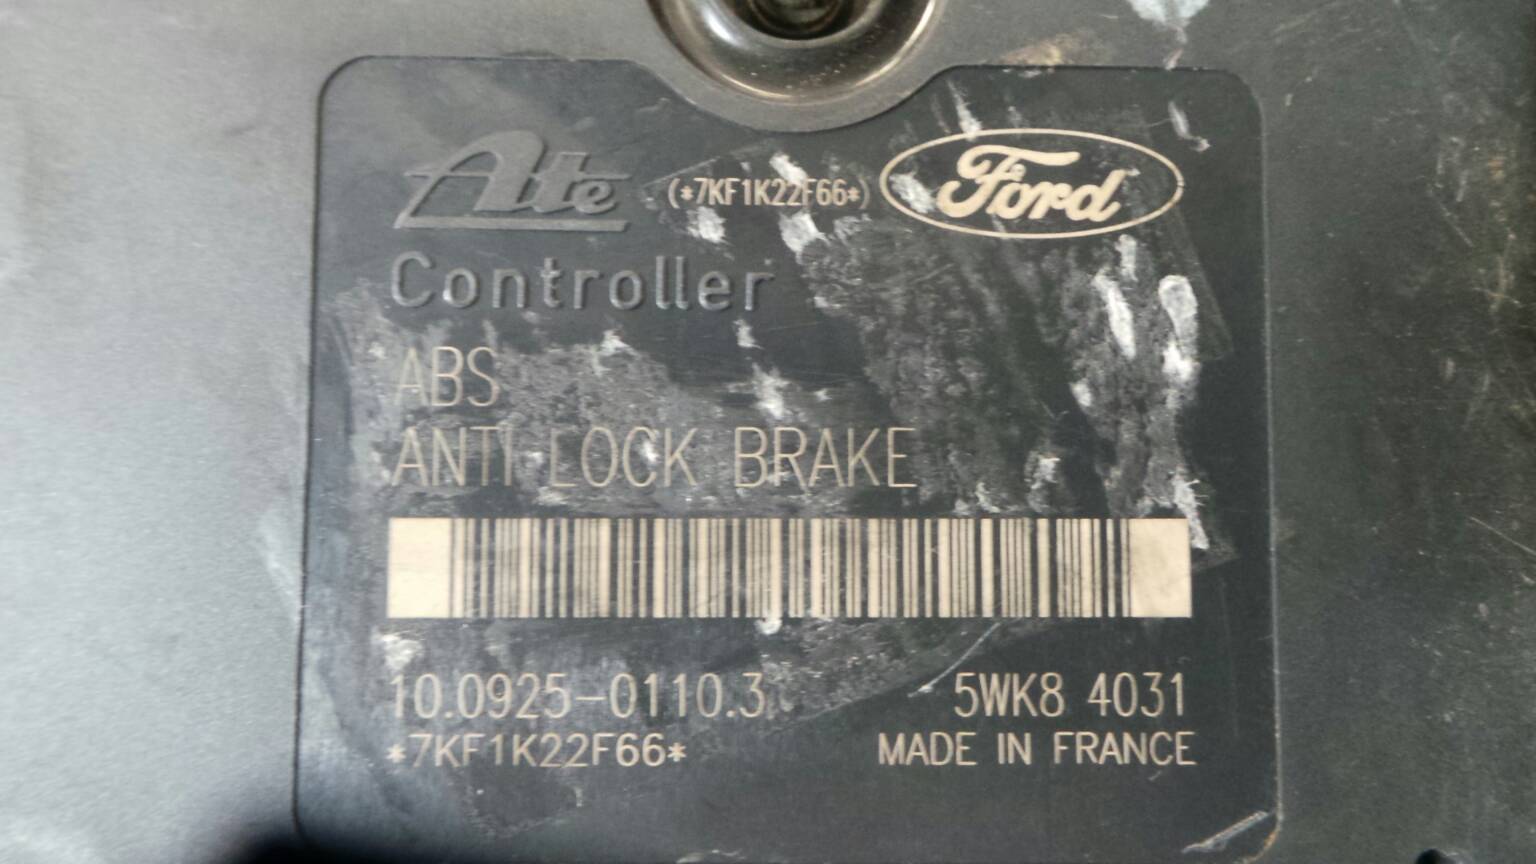 Ate (*7KF1K22F66*) Ford
Controller
ABS
ANTI LOCK BRAKE
10.0925-0110.3 5WK8 4031
*7KF1K22F66* MADE IN FRANCE